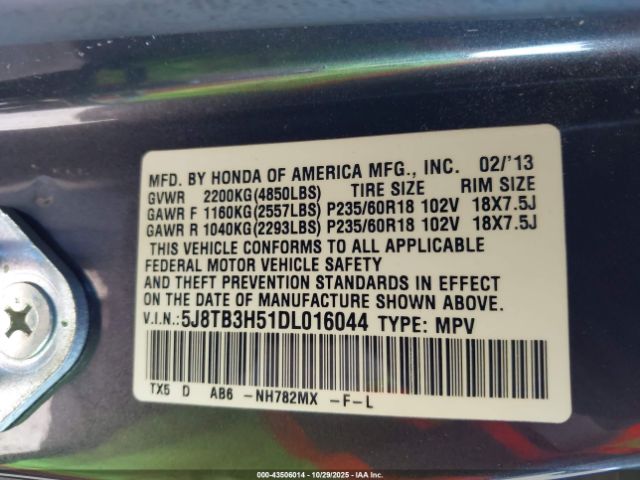 MFD. BY HONDA OF AMERICA MFG., INC. 02/'13
GVWR 2200KG(4850LBS) TIRE SIZE RIM SIZE
GAWR F 1160KG(2557LBS) P235/60R18 102V 18X7.5J
GAWR R 1040KG(2293LBS) P235/60R18 102V 18X7.5J
THIS VEHICLE CONFORMS TO ALL APPLICABLE
FEDERAL MOTOR VEHICLE SAFETY
AND THEFT PREVENTION STANDARDS IN EFFECT
ON THE DATE OF MANUFACTURE SHOWN ABOVE.
V.I.N.:5J8TB3H51DL016044 TYPE: MPV
TX5 D AB6 -NH782MX -F-L
000-43506014 - 10/29/2025 - IAAI.COM